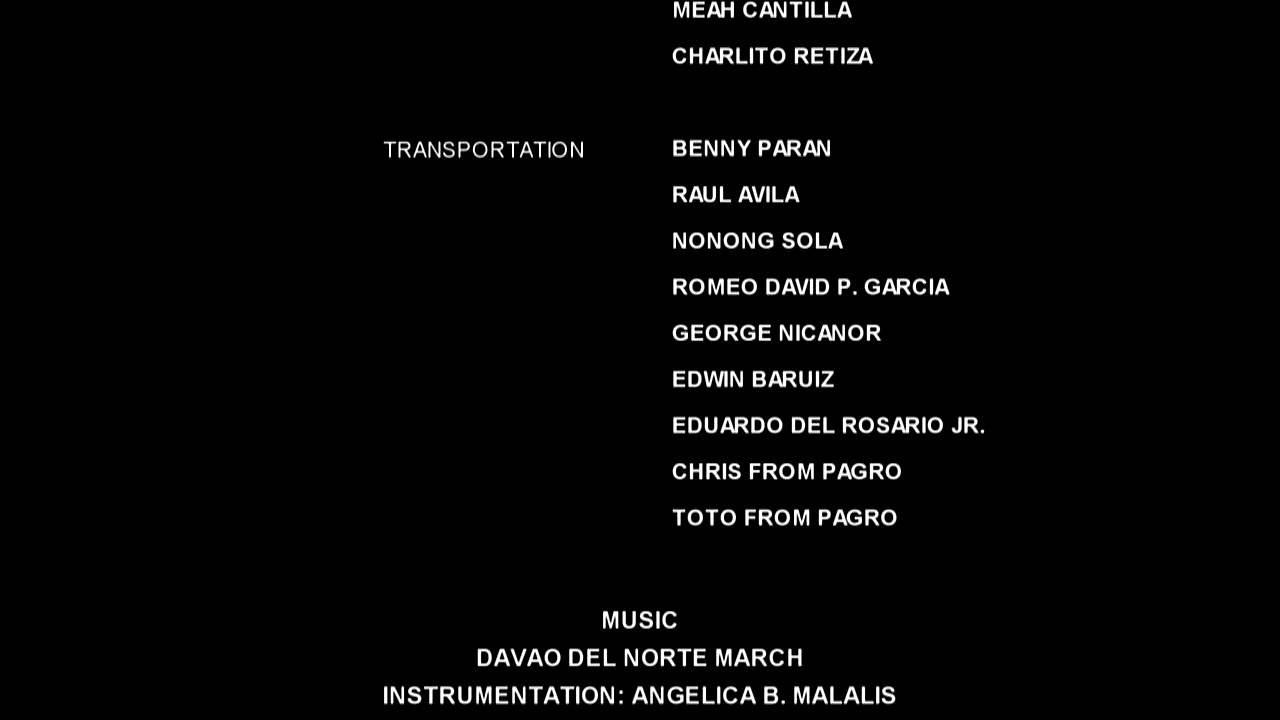 MEAH CANTILLA
CHARLITO RETIZA
TRANSPORTATION BENNY PARAN
RAUL AVILA
NONONG SOLA
ROMEO DAVID P. GARCIA
GEORGE NICANOR
EDWIN BARUIZ
EDUARDO DEL ROSARIO JR.
CHRIS FROM PAGRO
TOTO FROM PAGRO
MUSIC
DAVAO DEL NORTE MARCH
INSTRUMENTATION: ANGELICA B. MALALIS